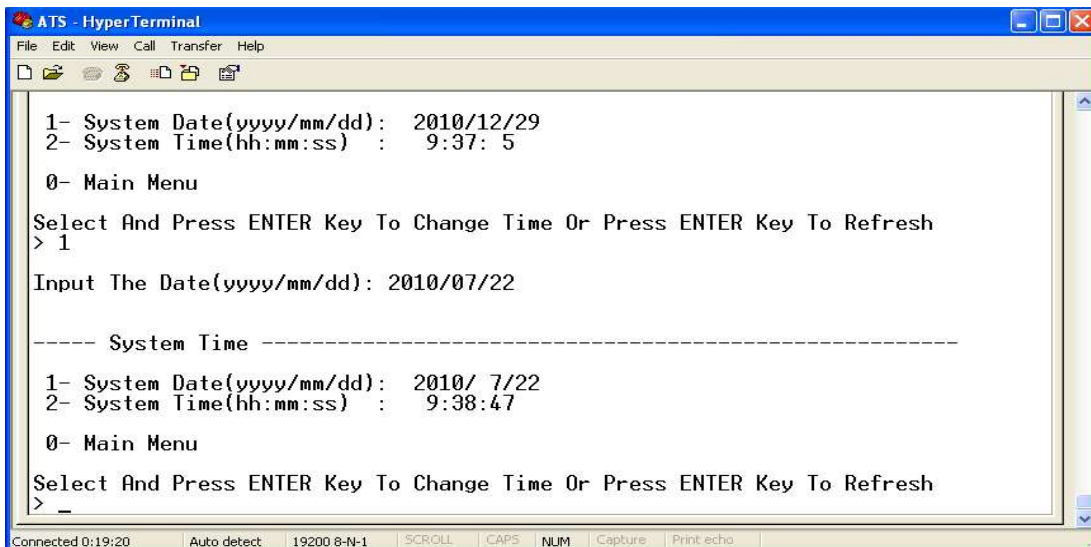 ATS - HyperTerminal
File Edit View Call Transfer Help
1- System Date(yyyy/mm/dd): 2010/12/29
2- System Time(hh:mm:ss) : 9:37: 5
0- Main Menu
Select And Press ENTER Key To Change Time Or Press ENTER Key To Refresh
> 1
Input The Date(yyyy/mm/dd): 2010/07/22
----- System Time -------------------------------------------------------
1- System Date(yyyy/mm/dd): 2010/ 7/22
2- System Time(hh:mm:ss) : 9:38:47
0- Main Menu
Select And Press ENTER Key To Change Time Or Press ENTER Key To Refresh
> _
Connected 0:19:20 Auto detect 19200 8-N-1 SCROLL CAPS NUM Capture Print echo